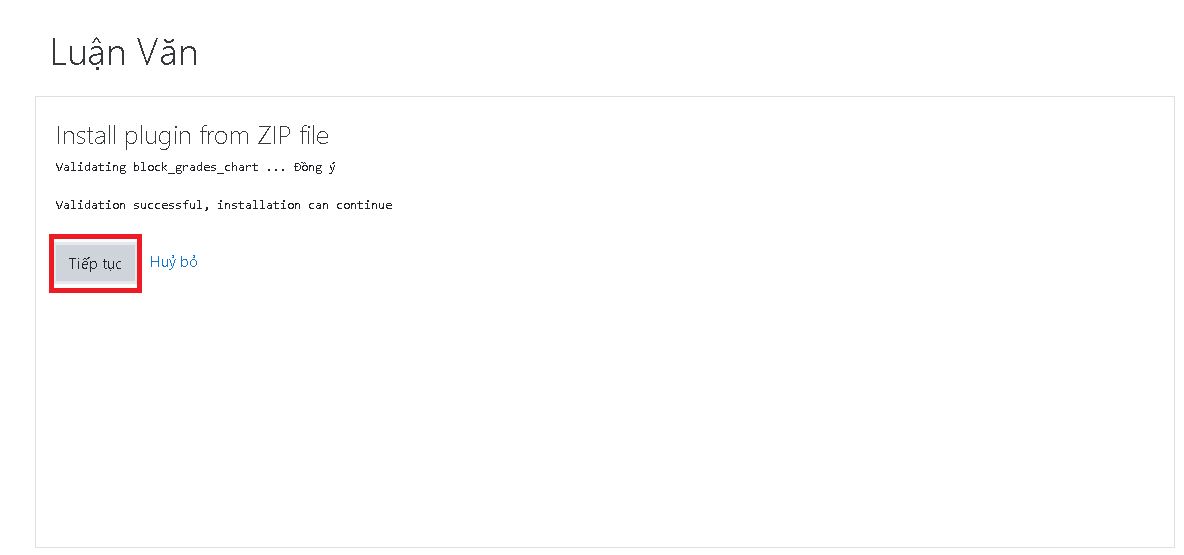 Luận Văn
Install plugin from ZIP file
Validating block_grades_chart ... Đồng ý
Validation successful, installation can continue
Tiếp tục Huỷ bỏ